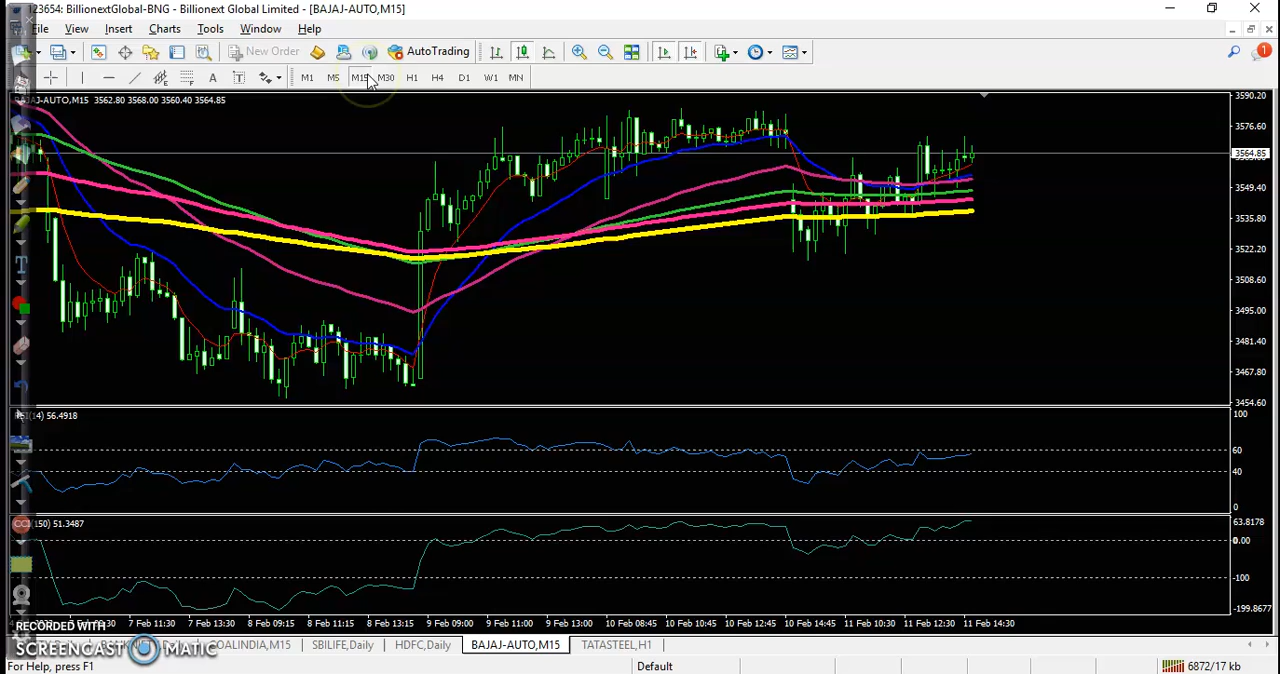 123654: BillionextGlobal-BNG - Billionext Global Limited - [BAJAJ-AUTO,M15]
File View Insert Charts Tools Window Help
New Order AutoTrading
1
A T M1 M5 M15 M30 H1 H4 D1 W1 MN
BAJAJ-AUTO,M15 3562.80 3568.00 3560.40 3564.85
3590.20
3576.60
3564.85
3549.40
3535.80
3522.20
3508.60
3495.00
3481.40
3467.80
3454.60
RSI(14) 56.4918
100
60
40
0
CCI(150) 51.3487
63.8178
0.00
-100
-199.8677
7 Feb 11:30 7 Feb 13:30 8 Feb 09:15 8 Feb 11:15 8 Feb 13:15 9 Feb 09:00 9 Feb 11:00 9 Feb 13:00 10 Feb 08:45 10 Feb 10:45 10 Feb 12:45 10 Feb 14:45 11 Feb 10:30 11 Feb 12:30 11 Feb 14:30
RECORDED WITH
SCREENCAST MATIC
COALINDIA,M15 SBILIFE,Daily HDFC,Daily BAJAJ-AUTO,M15 TATASTEEL,H1
For Help, press F1 Default 6872/17 kb